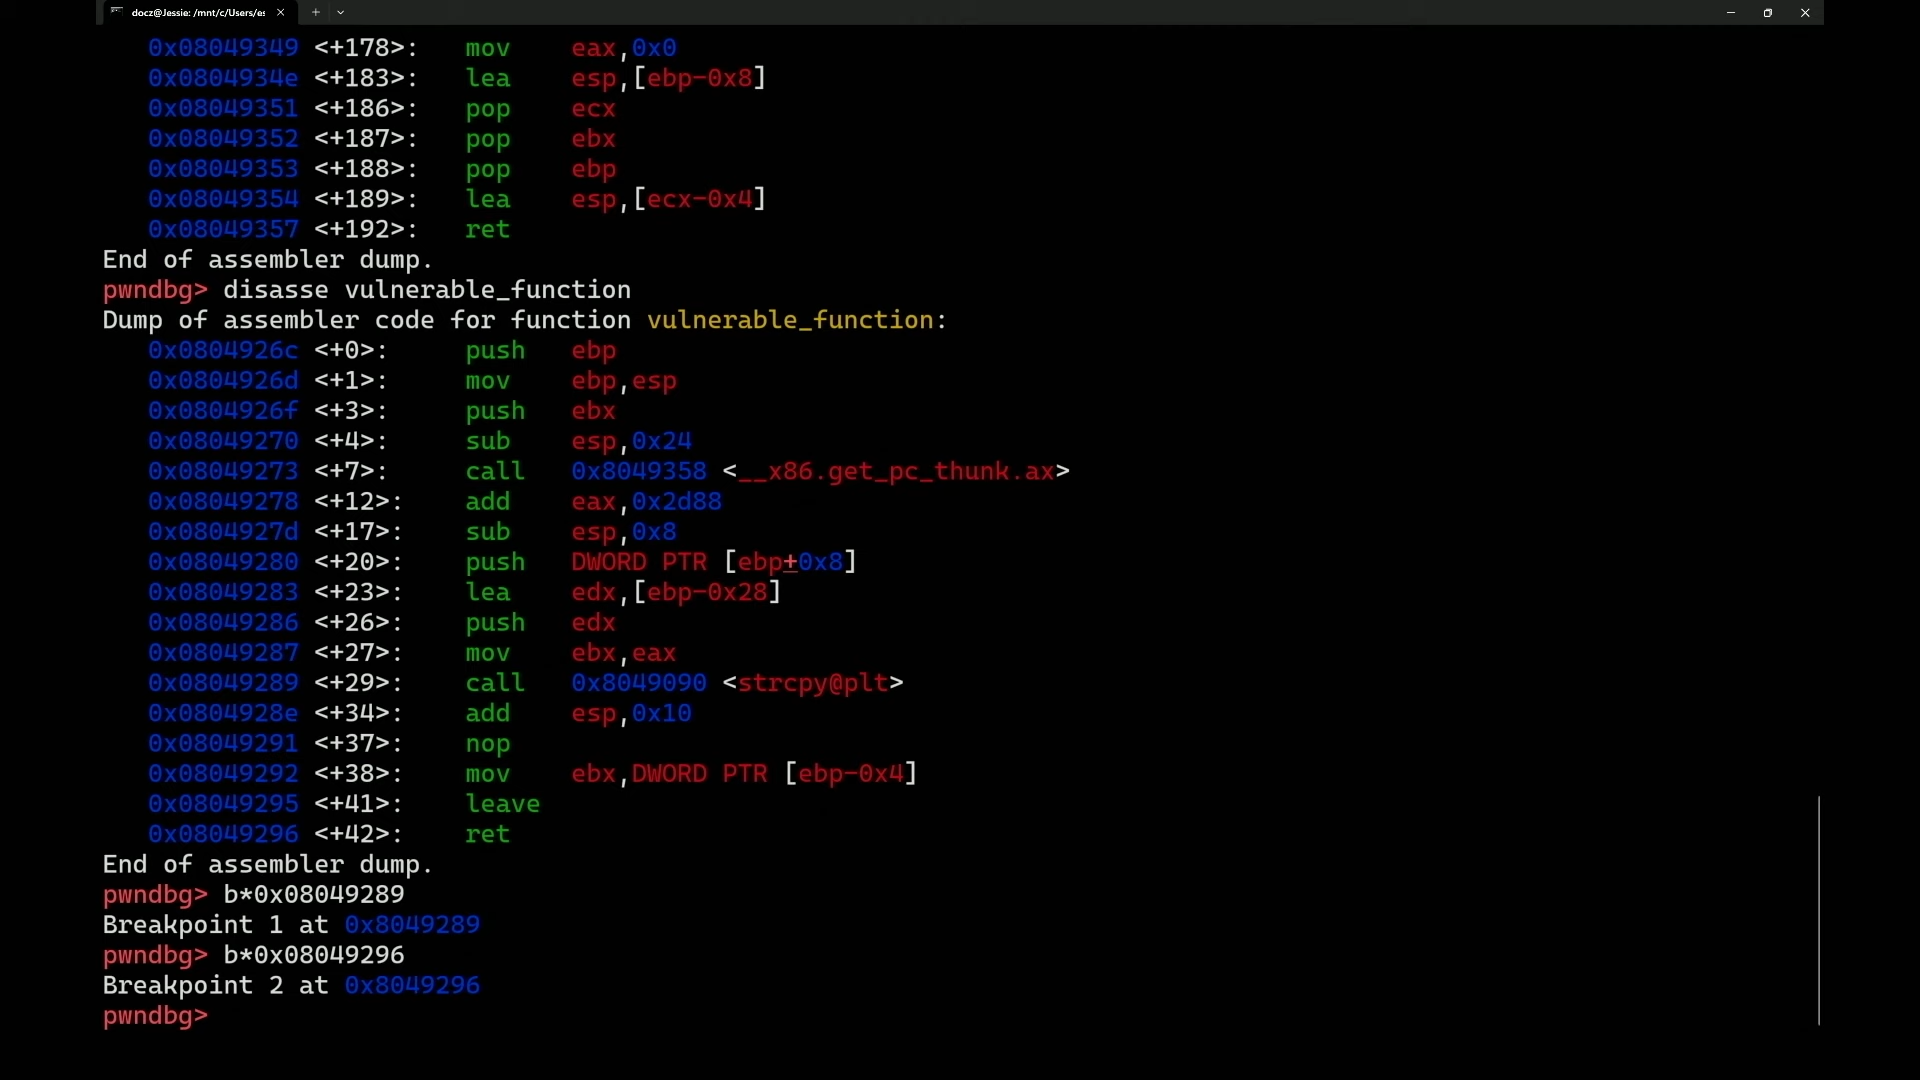 docz@Jessie: /mnt/c/Users/es
0x08049349 <+178>: mov eax,0x0
0x0804934e <+183>: lea esp,[ebp-0x8]
0x08049351 <+186>: pop ecx
0x08049352 <+187>: pop ebx
0x08049353 <+188>: pop ebp
0x08049354 <+189>: lea esp,[ecx-0x4]
0x08049357 <+192>: ret
End of assembler dump.
pwndbg> disasse vulnerable_function
Dump of assembler code for function vulnerable_function:
0x0804926c <+0>: push ebp
0x0804926d <+1>: mov ebp,esp
0x0804926f <+3>: push ebx
0x08049270 <+4>: sub esp,0x24
0x08049273 <+7>: call 0x8049358 <__x86.get_pc_thunk.ax>
0x08049278 <+12>: add eax,0x2d88
0x0804927d <+17>: sub esp,0x8
0x08049280 <+20>: push DWORD PTR [ebp+0x8]
0x08049283 <+23>: lea edx,[ebp-0x28]
0x08049286 <+26>: push edx
0x08049287 <+27>: mov ebx,eax
0x08049289 <+29>: call 0x8049090 <strcpy@plt>
0x0804928e <+34>: add esp,0x10
0x08049291 <+37>: nop
0x08049292 <+38>: mov ebx,DWORD PTR [ebp-0x4]
0x08049295 <+41>: leave
0x08049296 <+42>: ret
End of assembler dump.
pwndbg> b*0x08049289
Breakpoint 1 at 0x8049289
pwndbg> b*0x08049296
Breakpoint 2 at 0x8049296
pwndbg>